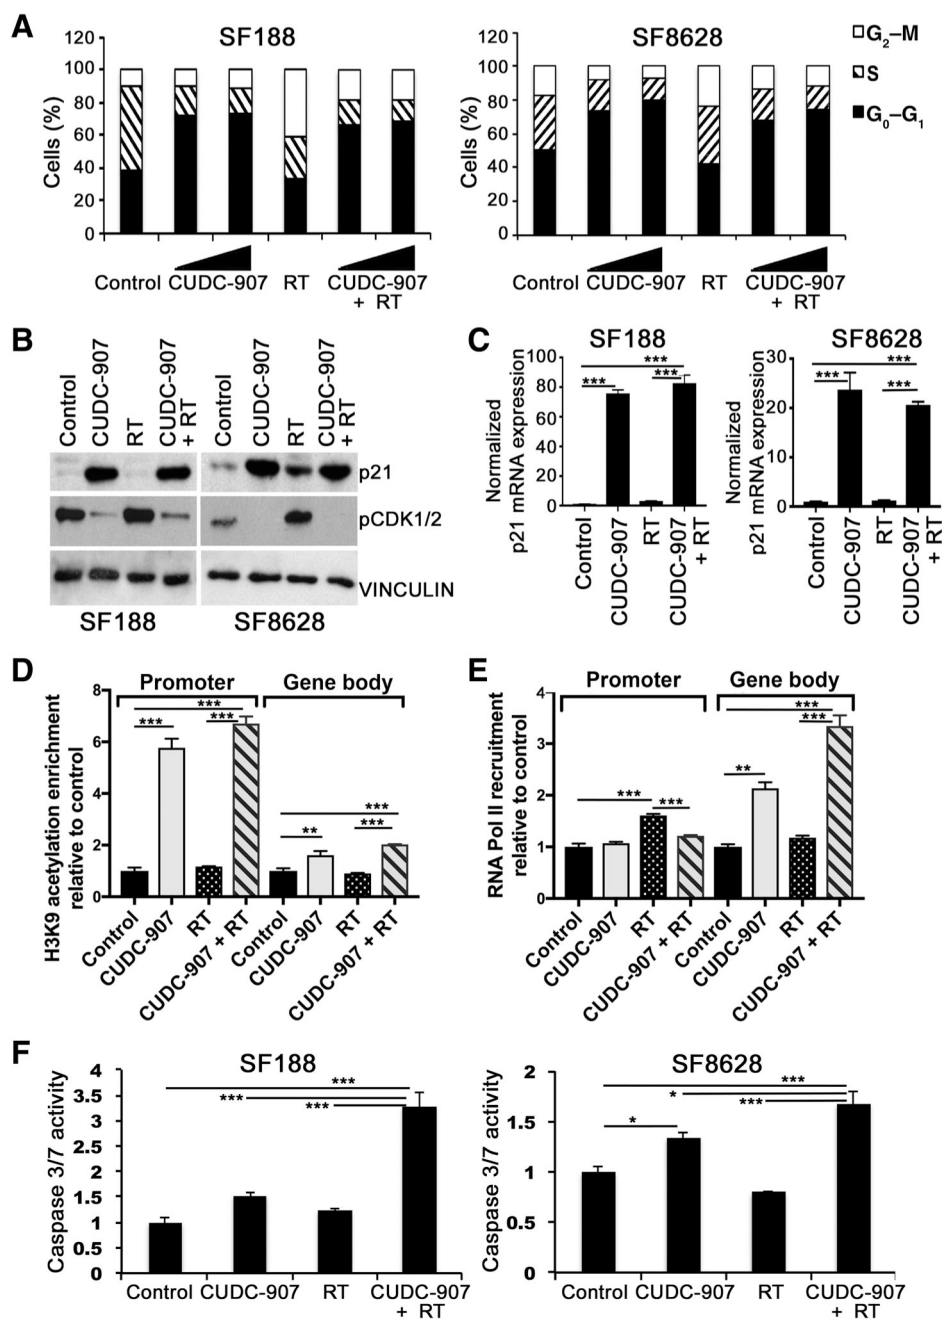 A
SF188
SF8628
G2–M
S
G0–G1
Cells (%)
120
100
80
60
40
20
0
Control CUDC-907 RT CUDC-907
+ RT
Cells (%)
120
100
80
60
40
20
0
Control CUDC-907 RT CUDC-907
+ RT
B
Control
CUDC-907
RT
CUDC-907
+ RT
Control
CUDC-907
RT
CUDC-907
+ RT
p21
pCDK1/2
VINCULIN
SF188
SF8628
C
SF188
Normalized
p21 mRNA expression
100
80
60
40
20
0
***
***
***
Control
CUDC-907
RT
CUDC-907
+ RT
SF8628
Normalized
p21 mRNA expression
30
20
10
0
***
***
***
Control
CUDC-907
RT
CUDC-907
+ RT
D
Promoter
Gene body
H3K9 acetylation enrichment
relative to control
8
6
4
2
0
***
***
***
***
**
***
Control
CUDC-907
RT
CUDC-907 + RT
Control
CUDC-907
RT
CUDC-907 + RT
E
Promoter
Gene body
RNA Pol II recruitment
relative to control
4
3
2
1
0
***
***
***
***
**
Control
CUDC-907
RT
CUDC-907 + RT
Control
CUDC-907
RT
CUDC-907 + RT
F
SF188
Caspase 3/7 activity
4
3.5
3
2.5
2
1.5
1
0.5
0
***
***
***
Control CUDC-907 RT CUDC-907
+ RT
SF8628
Caspase 3/7 activity
2
1.5
1
0.5
0
***
*
***
*
Control CUDC-907 RT CUDC-907
+ RT